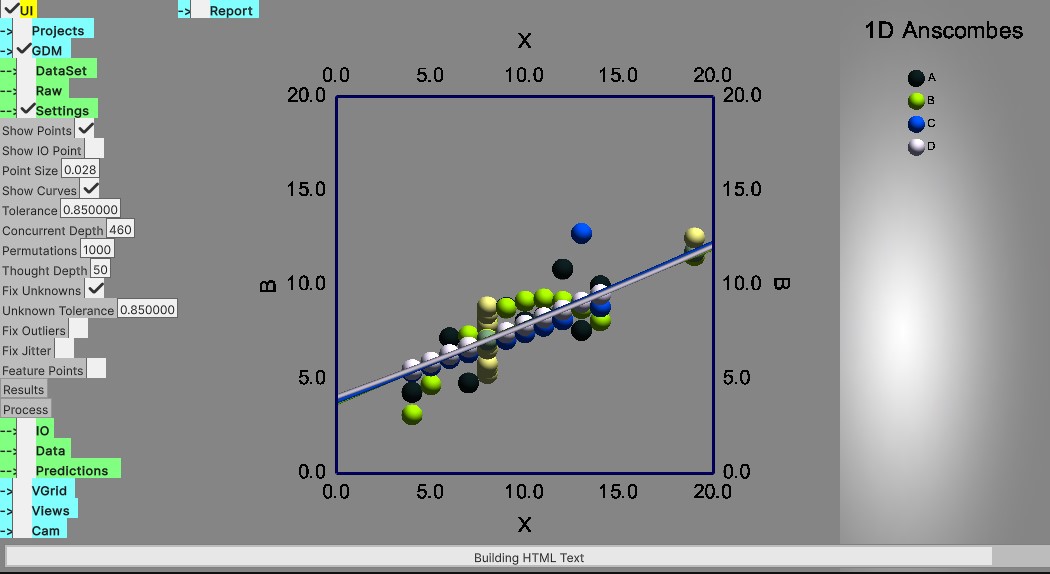 UI
-> Report
-> Projects
-> GDM
--> DataSet
--> Raw
--> Settings
Show Points
Show IO Point
Point Size 0.028
Show Curves
Tolerance 0.850000
Concurrent Depth 460
Permutations 1000
Thought Depth 50
Fix Unknowns
Unknown Tolerance 0.850000
Fix Outliers
Fix Jitter
Feature Points
Results
Process
--> IO
--> Data
--> Predictions
-> VGrid
-> Views
-> Cam
X
0.0 5.0 10.0 15.0 20.0
20.0 20.0
15.0 15.0
B 10.0 10.0 B
5.0 5.0
0.0 0.0
0.0 5.0 10.0 15.0 20.0
X
1D Anscombes
A
B
C
D
Building HTML Text